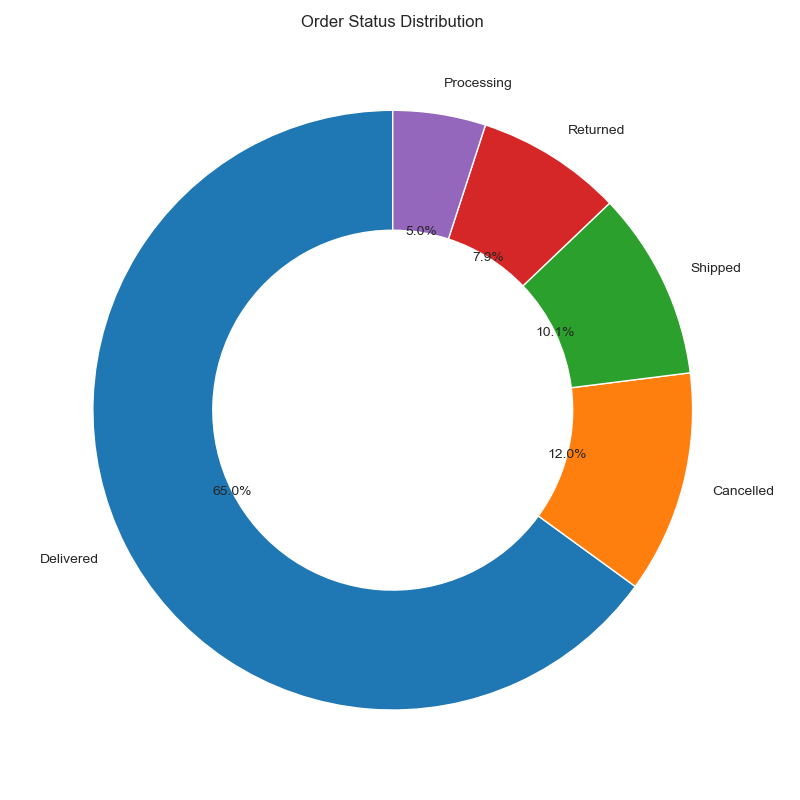 Order Status Distribution
Processing
Returned
5.0%
7.9%
Shipped
10.1%
12.0%
65.0%
Cancelled
Delivered